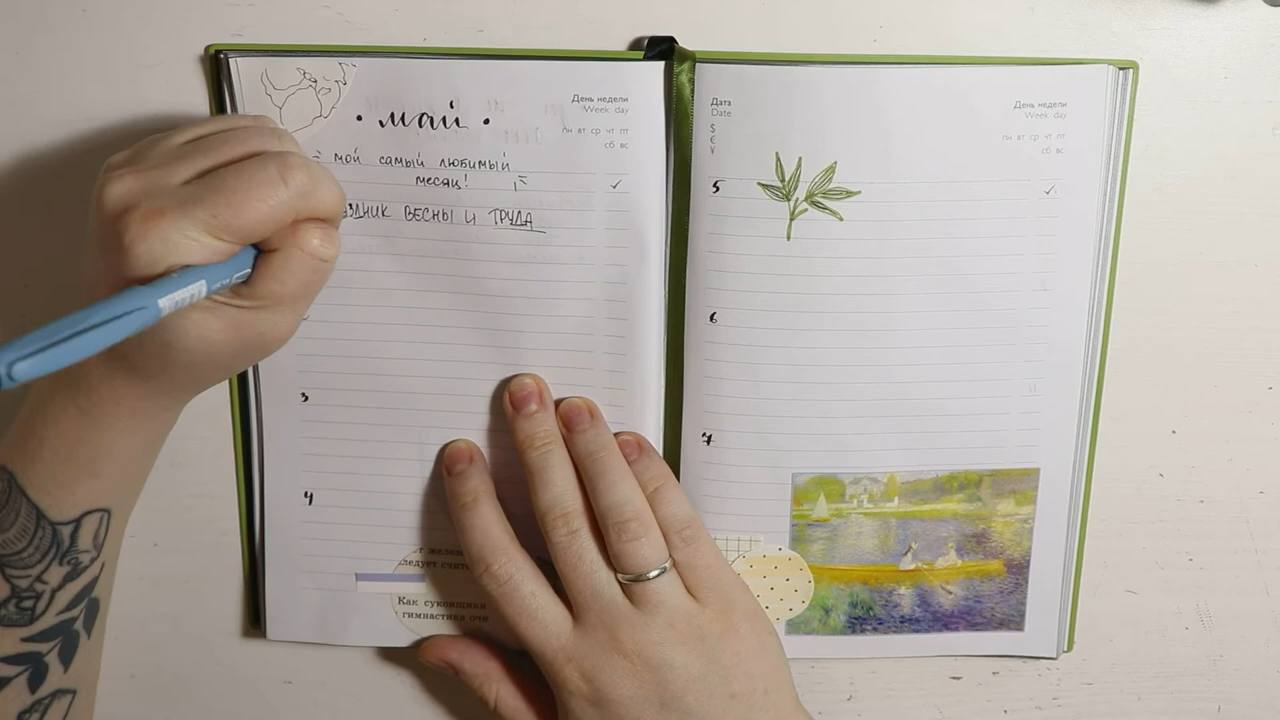 День недели
Week day
• май •
пн вт ср чт пт
сб вс
мой самый любимый
месяц!
ВЕСНЫ И ТРУДА
3
4
Как суконщики
гимнастика
Дата
Date
$
€
¥
День недели
Week day
пн вт ср чт пт
сб вс
5
6
7